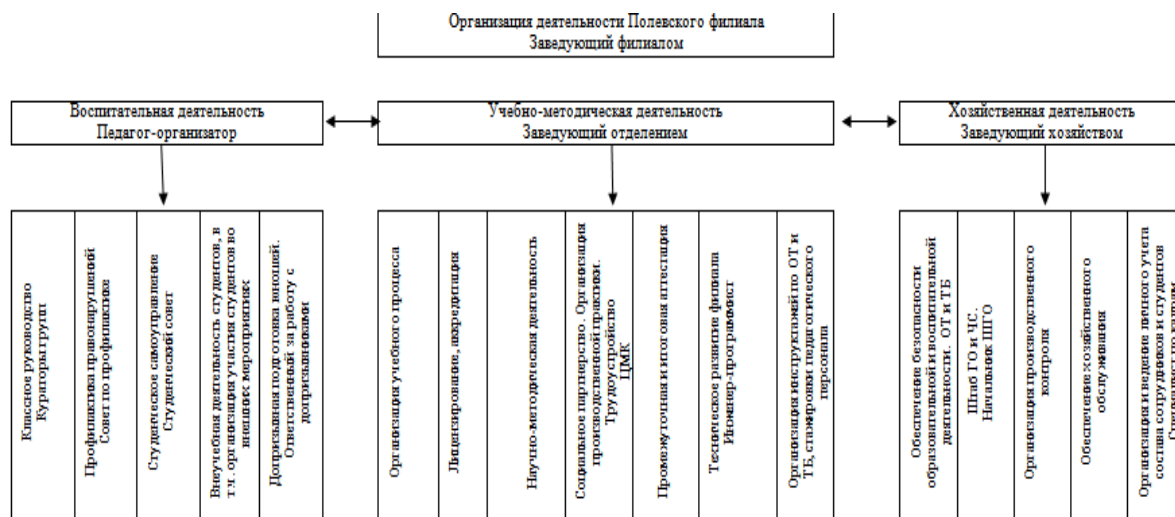 Организация деятельности Полевского филиала
Заведующий филиалом
Воспитательная деятельность
Педагог-организатор
Учебно-методическая деятельность
Заведующий отделением
Хозяйственная деятельность
Заведующий хозяйством
Классное руководство
Кураторы групп
Профилактика правонарушений
Совет по профилактике
Студенческое самоуправление
Студенческий совет
Внеучебная деятельность студентов, в
т.ч. организация участия студентов во
внешних мероприятиях
Допризывная подготовка юношей.
Ответственный за работу с
допризывниками
Организация учебного процесса
Лицензирование, аккредитация
Научно-методическая деятельность
Социальное партнерство. Организация
производственной практики.
Трудоустройство
ЦМК
Промежуточная и итоговая аттестация
Техническое развитие филиала
Инженер-программист
Организация инструктажей по ОТ и
ТБ, стажировки педагогического
персонала
Обеспечение безопасности
образовательной и воспитательной
деятельности. ОТ и ТБ
Штаб ГО и ЧС.
Начальник ШГО
Организация производственного
контроля
Обеспечение хозяйственного
обслуживания
Организация и ведение личного учета
состава сотрудников и студентов
Специалист по кадрам